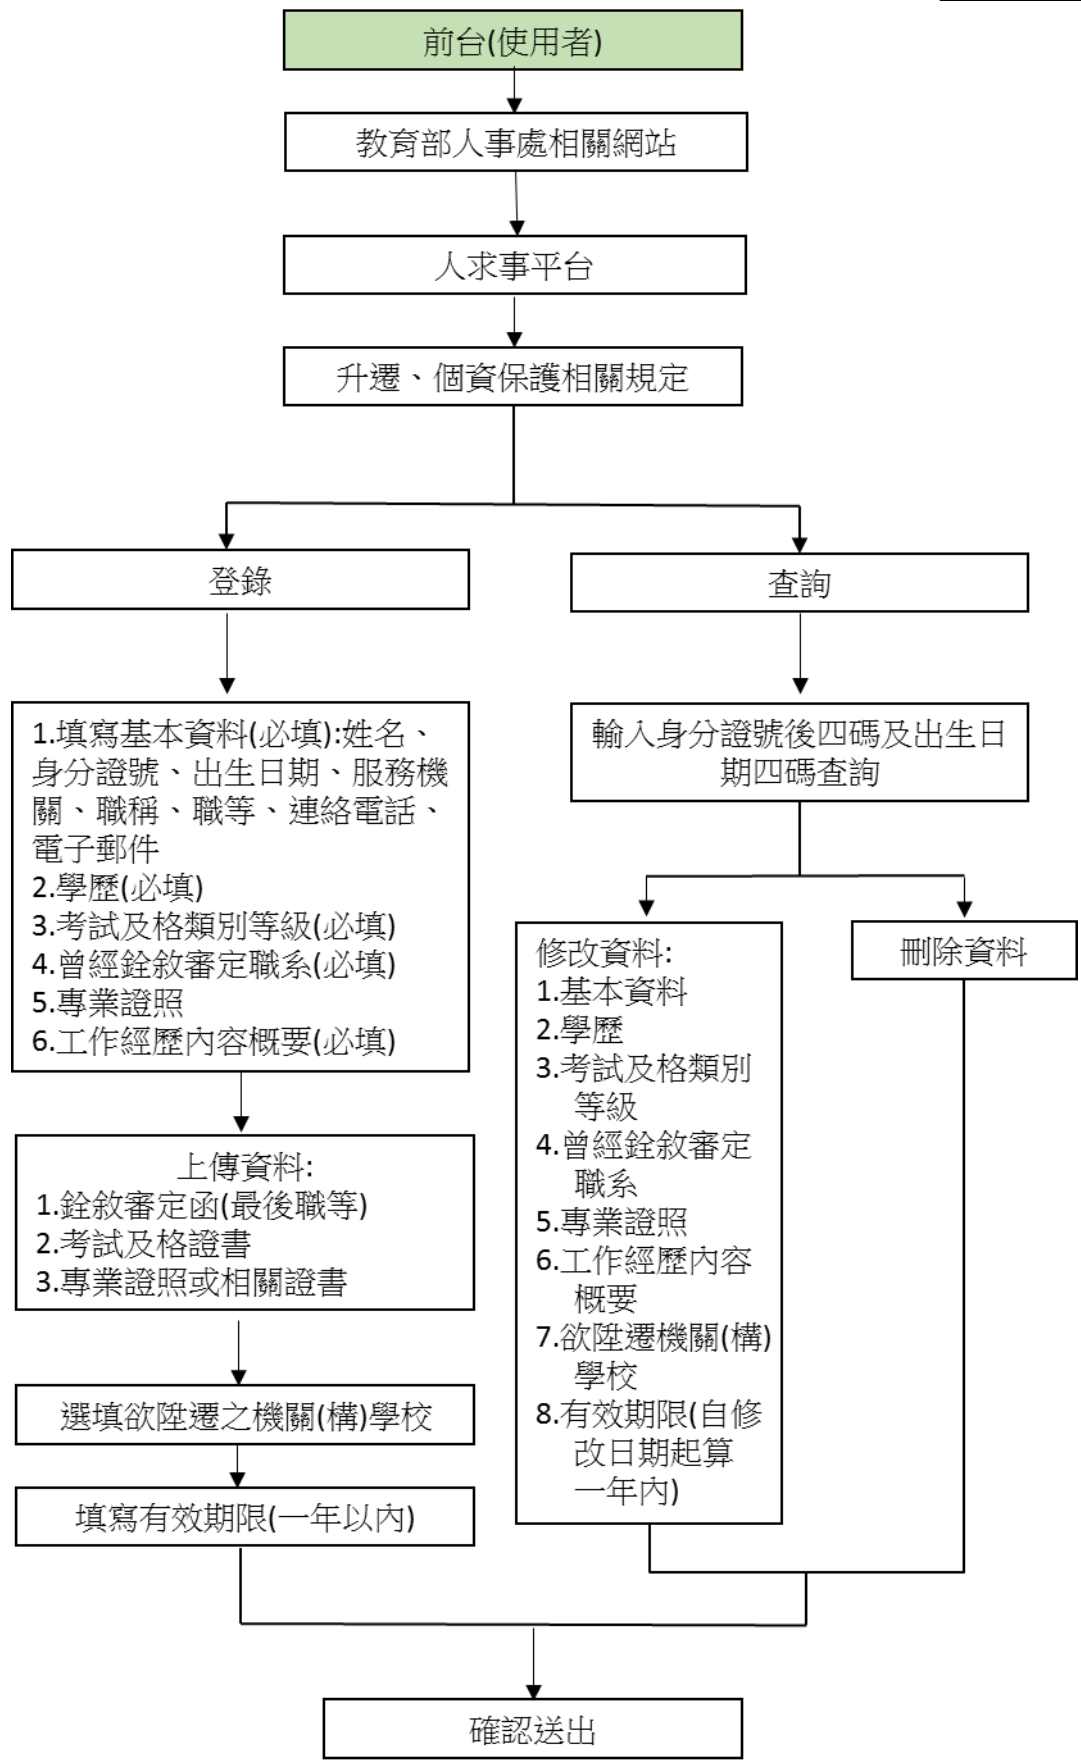 前台(使用者)
教育部人事處相關網站
人求事平台
升遷、個資保護相關規定
登錄
1.填寫基本資料(必填):姓名、
身分證號、出生日期、服務機
關、職稱、職等、連絡電話、
電子郵件
2.學歷(必填)
3.考試及格類別等級(必填)
4.曾經銓敘審定職系(必填)
5.專業證照
6.工作經歷內容概要(必填)
上傳資料:
1.銓敘審定函(最後職等)
2.考試及格證書
3.專業證照或相關證書
選填欲陞遷之機關(構)學校
填寫有效期限(一年以內)
查詢
輸入身分證號後四碼及出生日
期四碼查詢
修改資料:
1.基本資料
2.學歷
3.考試及格類別
等級
4.曾經銓敘審定
職系
5.專業證照
6.工作經歷內容
概要
7.欲陞遷機關(構)
學校
8.有效期限(自修
改日期起算
一年內)
刪除資料
確認送出